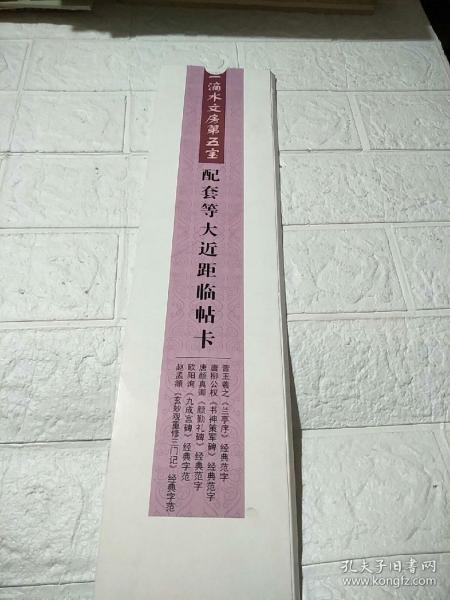 一滴水文房第五室
配套等大近距临帖卡
晋王羲之《兰亭序》经典范字
唐柳公权《书神策军碑》经典范字
唐颜真卿《颜勤礼碑》经典范字
欧阳询《九成宫碑》经典字范
赵孟頫《玄妙观重修三门记》经典字范
孔夫子旧书网
www.kongfz.com